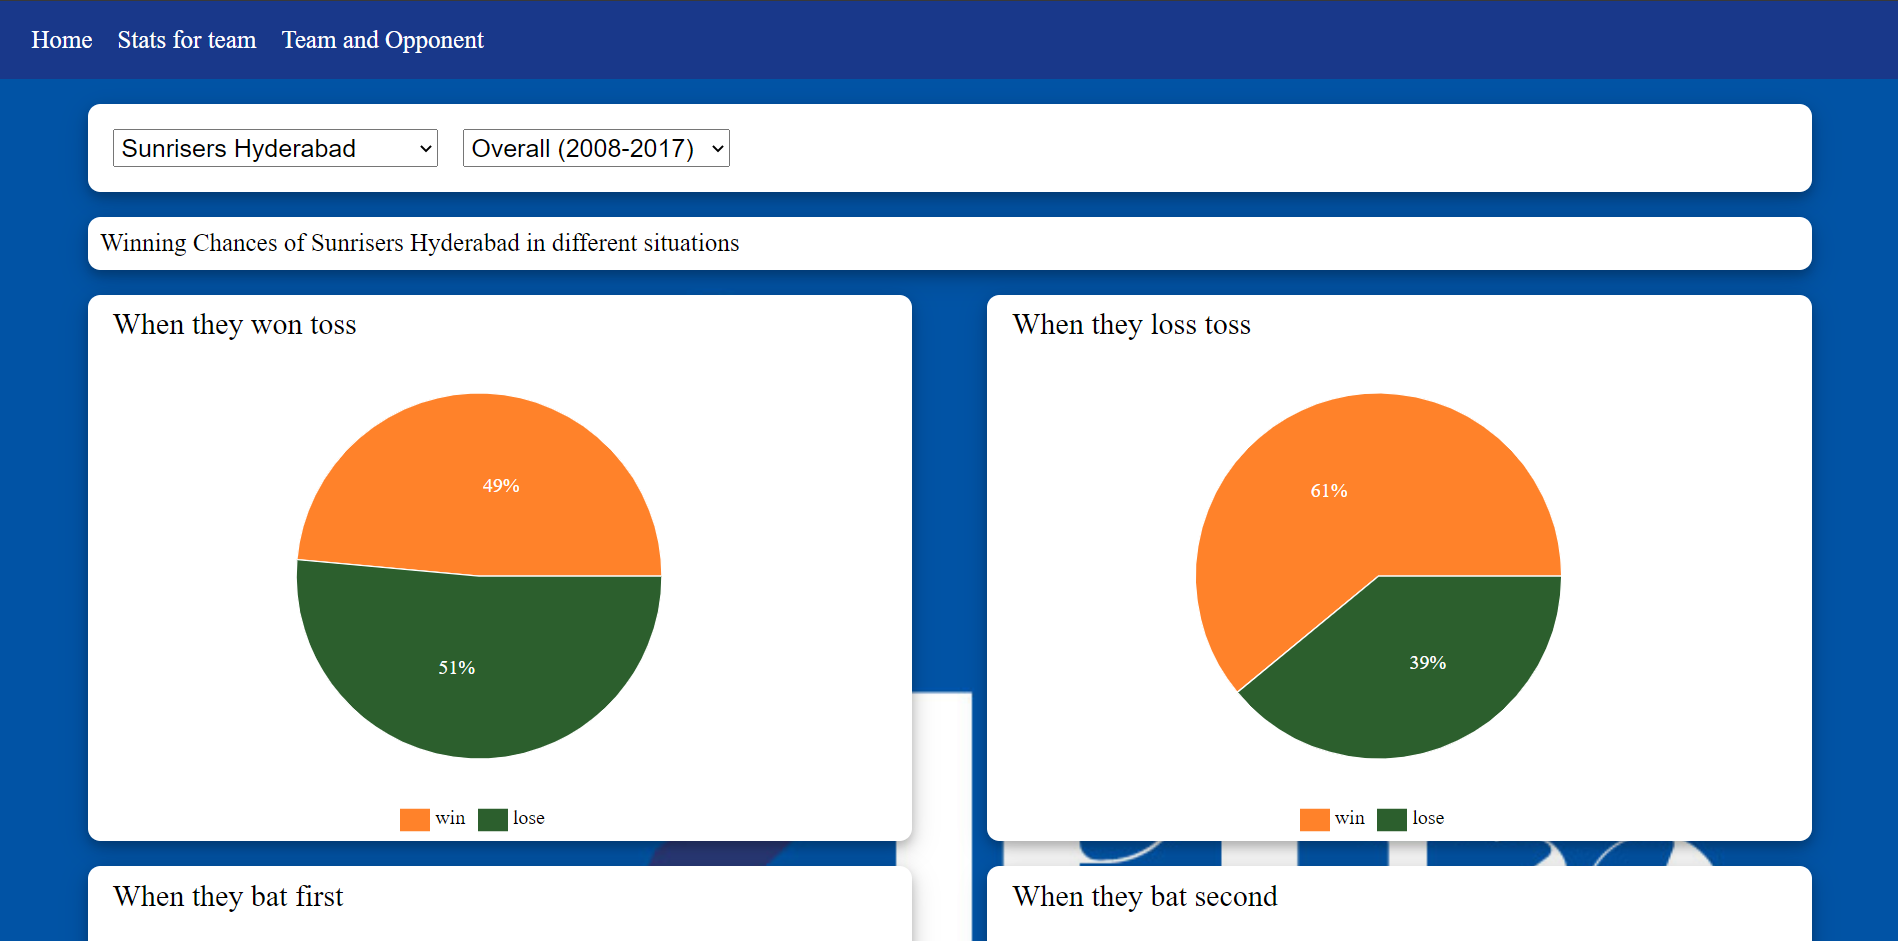 Home Stats for team Team and Opponent
Sunrisers Hyderabad Overall (2008-2017)
Winning Chances of Sunrisers Hyderabad in different situations
When they won toss
49%
51%
win lose
When they loss toss
61%
39%
win lose
When they bat first
When they bat second